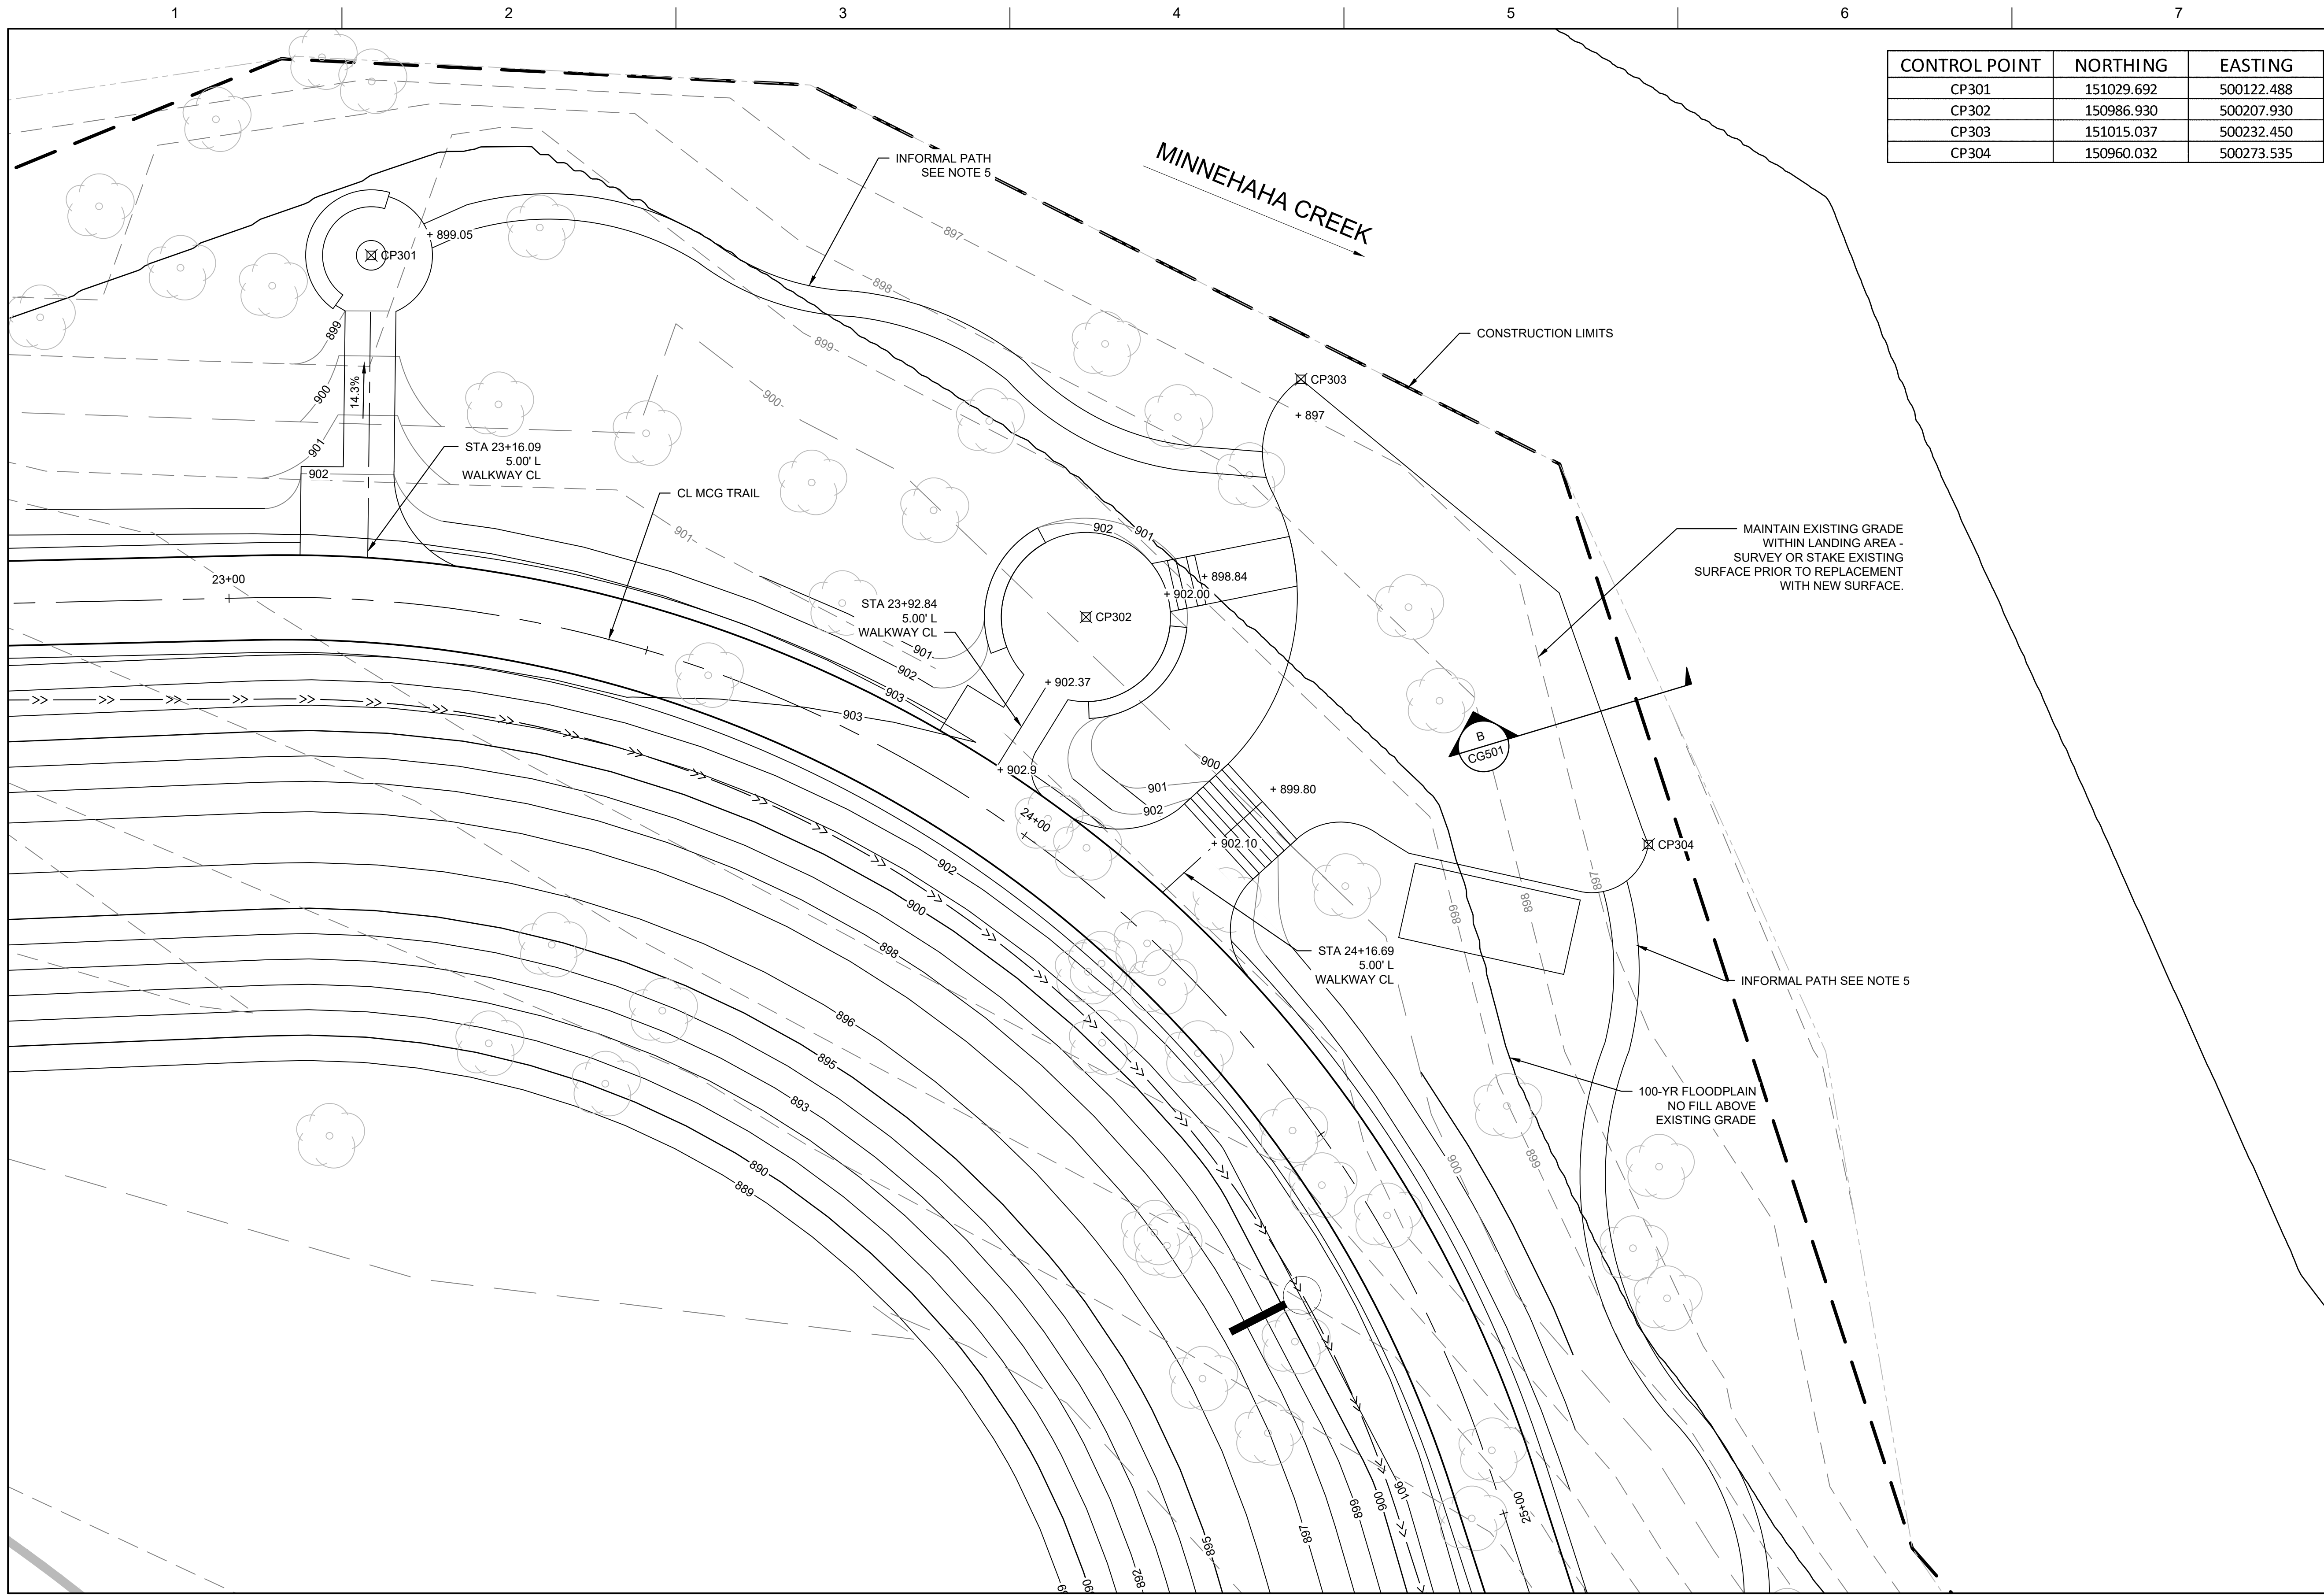 1 2 3 4 5 6 7
CONTROL POINT NORTHING EASTING
CP301 151029.692 500122.488
CP302 150986.930 500207.930
CP303 151015.037 500232.450
CP304 150960.032 500273.535
INFORMAL PATH
SEE NOTE 5
MINNEHAHA CREEK
897
+ 899.05
CP301
898
899
899
CONSTRUCTION LIMITS
CP303
14.3%
900
900
+ 897
901
STA 23+16.09
5.00' L
WALKWAY CL
902
CL MCG TRAIL
901
902
901
MAINTAIN EXISTING GRADE
WITHIN LANDING AREA -
SURVEY OR STAKE EXISTING
SURFACE PRIOR TO REPLACEMENT
WITH NEW SURFACE.
23+00
+ 898.84
+ 902.00
STA 23+92.84
5.00' L
WALKWAY CL
CP302
901
902
903
+ 902.37
903
B
CG501
+ 902.9
900
901
902
+ 899.80
24+00
+ 902.10
CP304
902
897
898
899
900
898
STA 24+16.69
5.00' L
WALKWAY CL
INFORMAL PATH SEE NOTE 5
896
895
893
100-YR FLOODPLAIN
NO FILL ABOVE
EXISTING GRADE
890
889
900
899
901
900
899
897
895
892
25+00